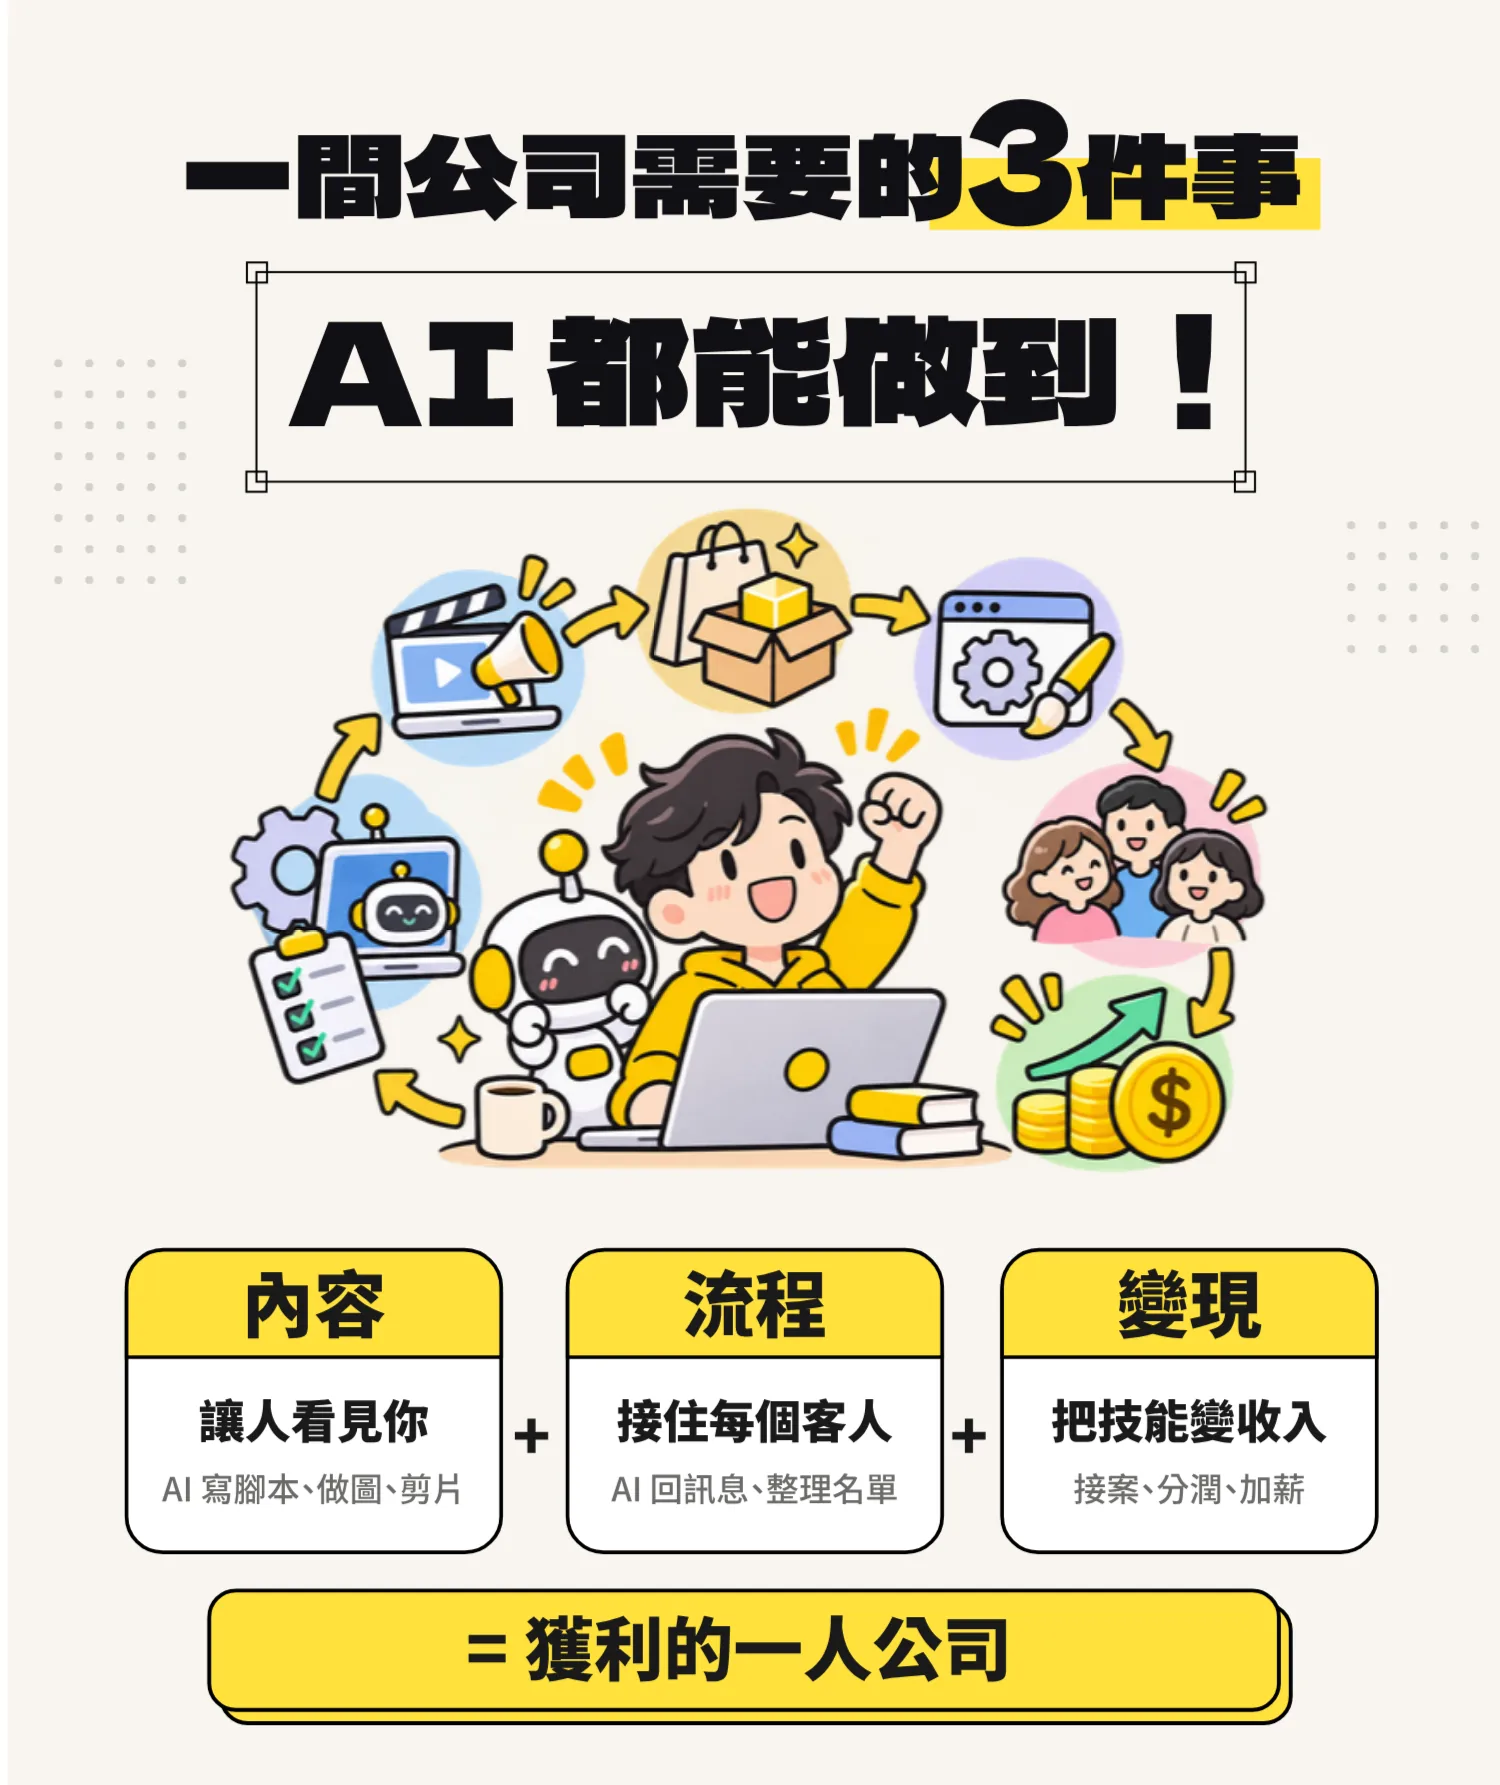 一間公司需要的3件事
AI 都能做到！
$
內容
讓人看見你
AI 寫腳本、做圖、剪片
+
流程
接住每個客人
AI 回訊息、整理名單
+
變現
把技能變收入
接案、分潤、加薪
= 獲利的一人公司